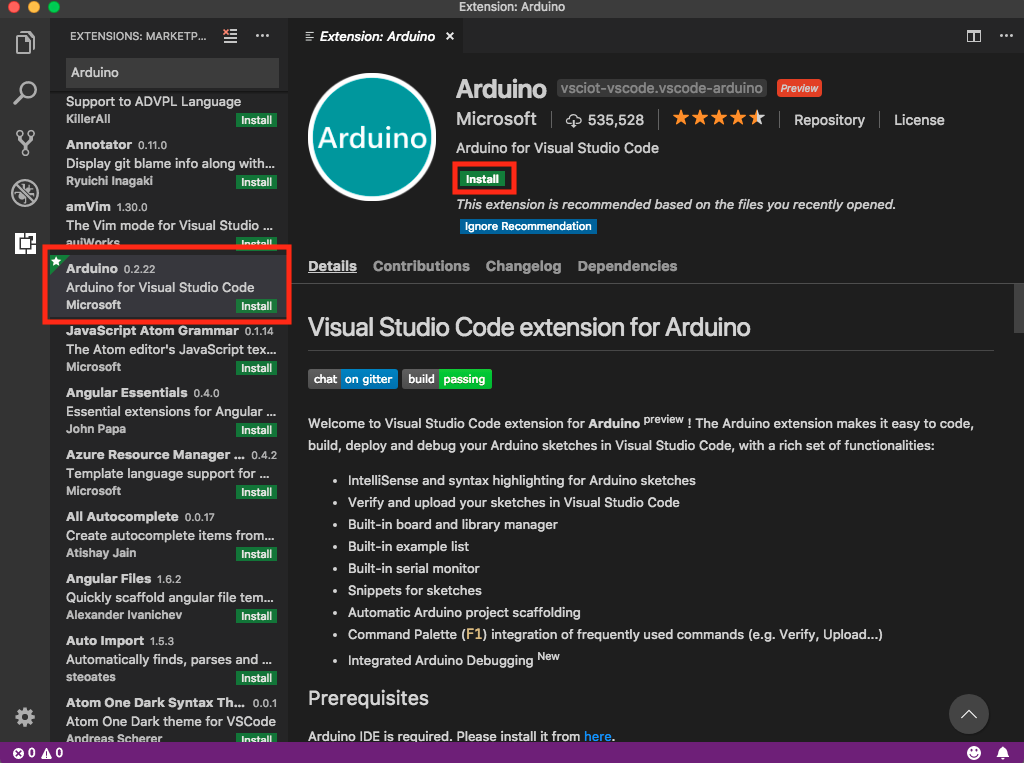 Extension: Arduino
EXTENSIONS: MARKETP...
Arduino
Support to ADVPL Language
KillerAll
Install
Annotator 0.11.0
Display git blame info along with...
Ryuichi Inagaki
Install
amVim 1.30.0
The Vim mode for Visual Studio ...
auiWorks
Install
Arduino 0.2.22
Arduino for Visual Studio Code
Microsoft
Install
JavaScript Atom Grammar 0.1.14
The Atom editor's JavaScript tex...
Microsoft
Install
Angular Essentials 0.4.0
Essential extensions for Angular ...
John Papa
Install
Azure Resource Manager ... 0.4.2
Template language support for ...
Microsoft
Install
All Autocomplete 0.0.17
Create autocomplete items from...
Atishay Jain
Install
Angular Files 1.6.2
Quickly scaffold angular file tem...
Alexander Ivanichev
Install
Auto Import 1.5.3
Automatically finds, parses and ...
steoates
Install
Atom One Dark Syntax Th... 0.0.1
Atom One Dark theme for VSCode
Andreas Scherer
Install
Extension: Arduino
Arduino
Arduino vsciot-vscode.vscode-arduino Preview
Microsoft 535,528 Repository License
Arduino for Visual Studio Code
Install
This extension is recommended based on the files you recently opened.
Ignore Recommendation
Details Contributions Changelog Dependencies
Visual Studio Code extension for Arduino
chat on gitter build passing
Welcome to Visual Studio Code extension for Arduino preview ! The Arduino extension makes it easy to code,
build, deploy and debug your Arduino sketches in Visual Studio Code, with a rich set of functionalities:
• IntelliSense and syntax highlighting for Arduino sketches
• Verify and upload your sketches in Visual Studio Code
• Built-in board and library manager
• Built-in example list
• Built-in serial monitor
• Snippets for sketches
• Automatic Arduino project scaffolding
• Command Palette (F1) integration of frequently used commands (e.g. Verify, Upload...)
• Integrated Arduino Debugging New
Prerequisites
Arduino IDE is required. Please install it from here.
0 0